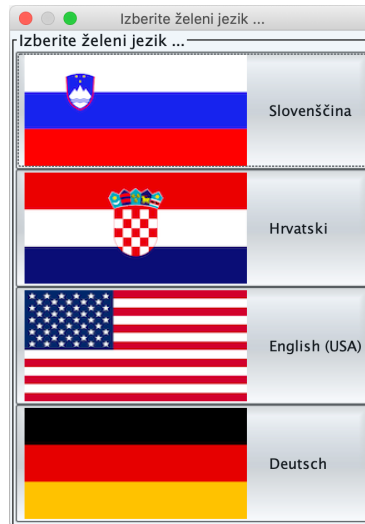 Izberite želeni jezik ...
Izberite želeni jezik ...
Slovenščina
Hrvatski
English (USA)
Deutsch